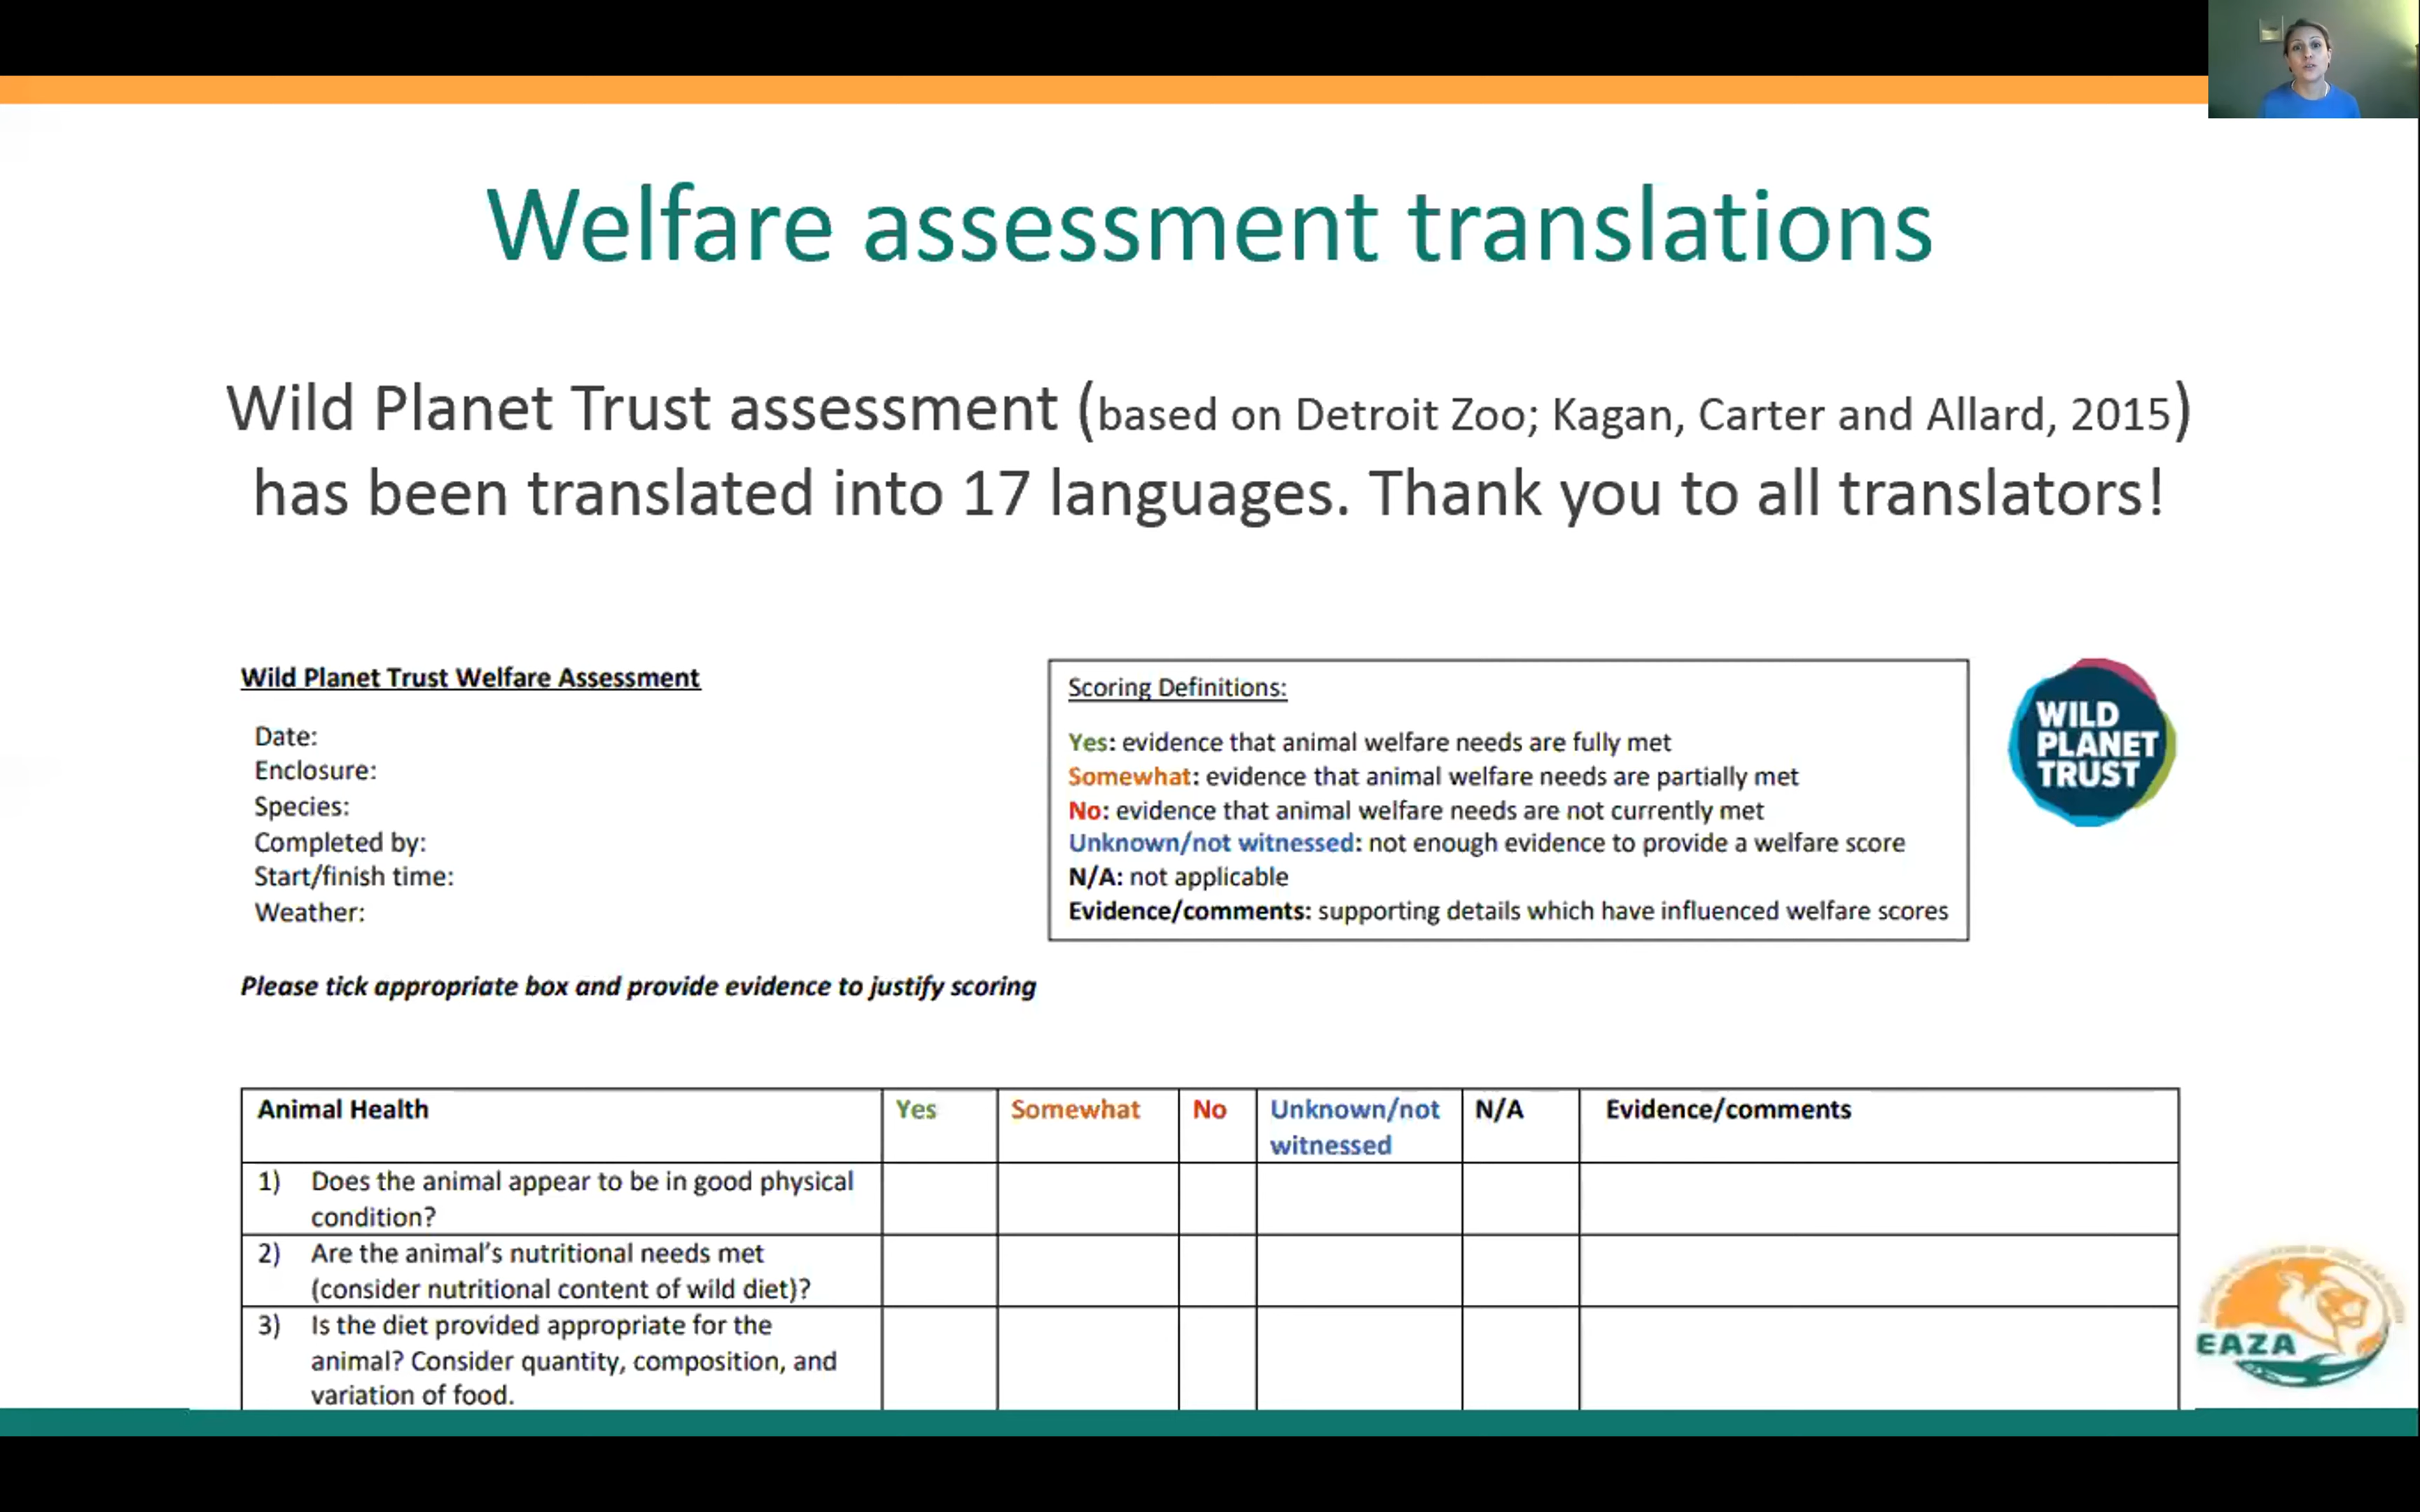 Welfare assessment translations
Wild Planet Trust assessment (based on Detroit Zoo; Kagan, Carter and Allard, 2015)
has been translated into 17 languages. Thank you to all translators!
Wild Planet Trust Welfare Assessment
Date:
Enclosure:
Species:
Completed by:
Start/finish time:
Weather:
Scoring Definitions:
Yes: evidence that animal welfare needs are fully met
Somewhat: evidence that animal welfare needs are partially met
No: evidence that animal welfare needs are not currently met
Unknown/not witnessed: not enough evidence to provide a welfare score
N/A: not applicable
Evidence/comments: supporting details which have influenced welfare scores
WILD
PLANET
TRUST
Please tick appropriate box and provide evidence to justify scoring
Animal Health Yes Somewhat No Unknown/not N/A Evidence/comments
witnessed
1) Does the animal appear to be in good physical
condition?
2) Are the animal's nutritional needs met
(consider nutritional content of wild diet)?
3) Is the diet provided appropriate for the
animal? Consider quantity, composition, and
variation of food.
EAZA